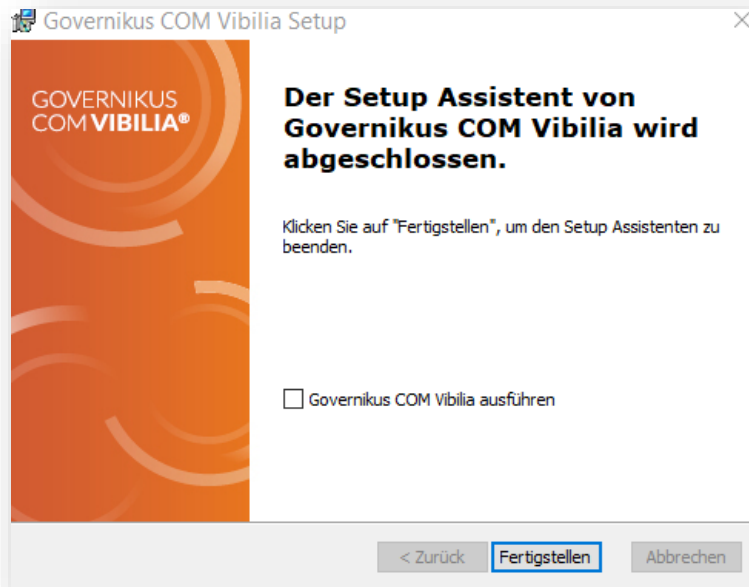 Governikus COM Vibilia Setup
GOVERNIKUS
COM VIBILIA®
Der Setup Assistent von
Governikus COM Vibilia wird
abgeschlossen.
Klicken Sie auf "Fertigstellen", um den Setup Assistenten zu
beenden.
Governikus COM Vibilia ausführen
< Zurück
Fertigstellen
Abbrechen